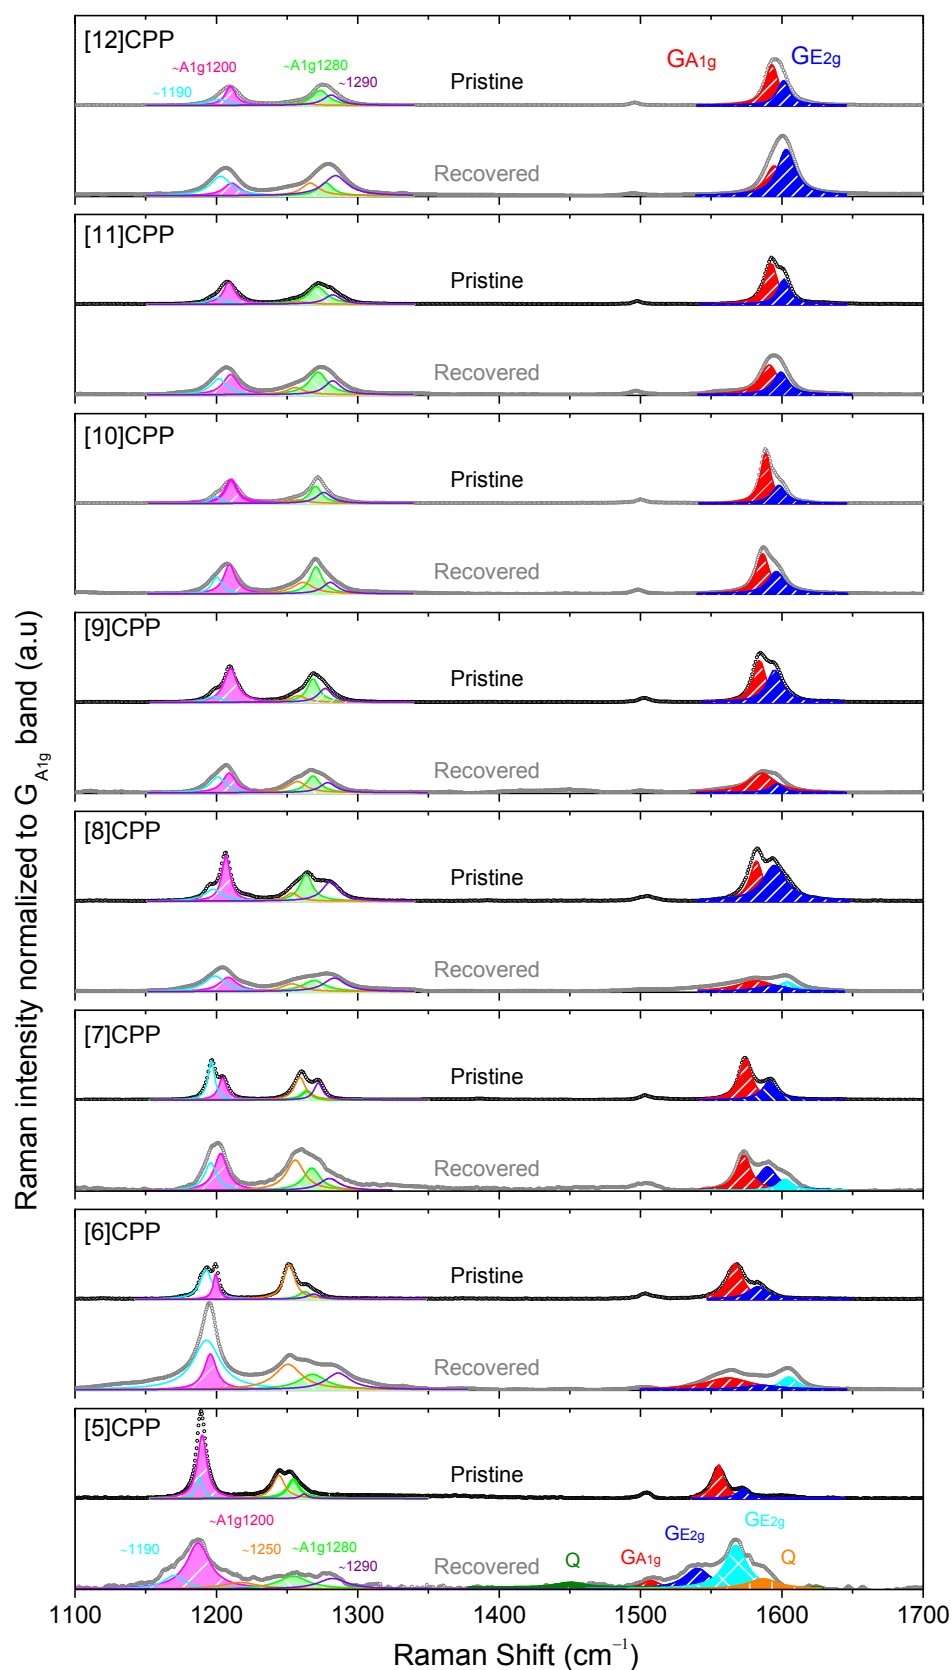 [12]CPP
~A1g1200
~A1g1280
~1190
~1290
Pristine
GA1g
GE2g
Recovered
[11]CPP
Pristine
Recovered
[10]CPP
Pristine
Recovered
[9]CPP
Pristine
Recovered
[8]CPP
Pristine
Recovered
[7]CPP
Pristine
Recovered
[6]CPP
Pristine
Recovered
[5]CPP
Pristine
~A1g1200
~1190
~1250
~A1g1280
~1290
Recovered
Q
GA1g
GE2g
GE2g
Q
1100 1200 1300 1400 1500 1600 1700
Raman Shift (cm⁻¹)
Raman intensity normalized to G_A1g band (a.u)